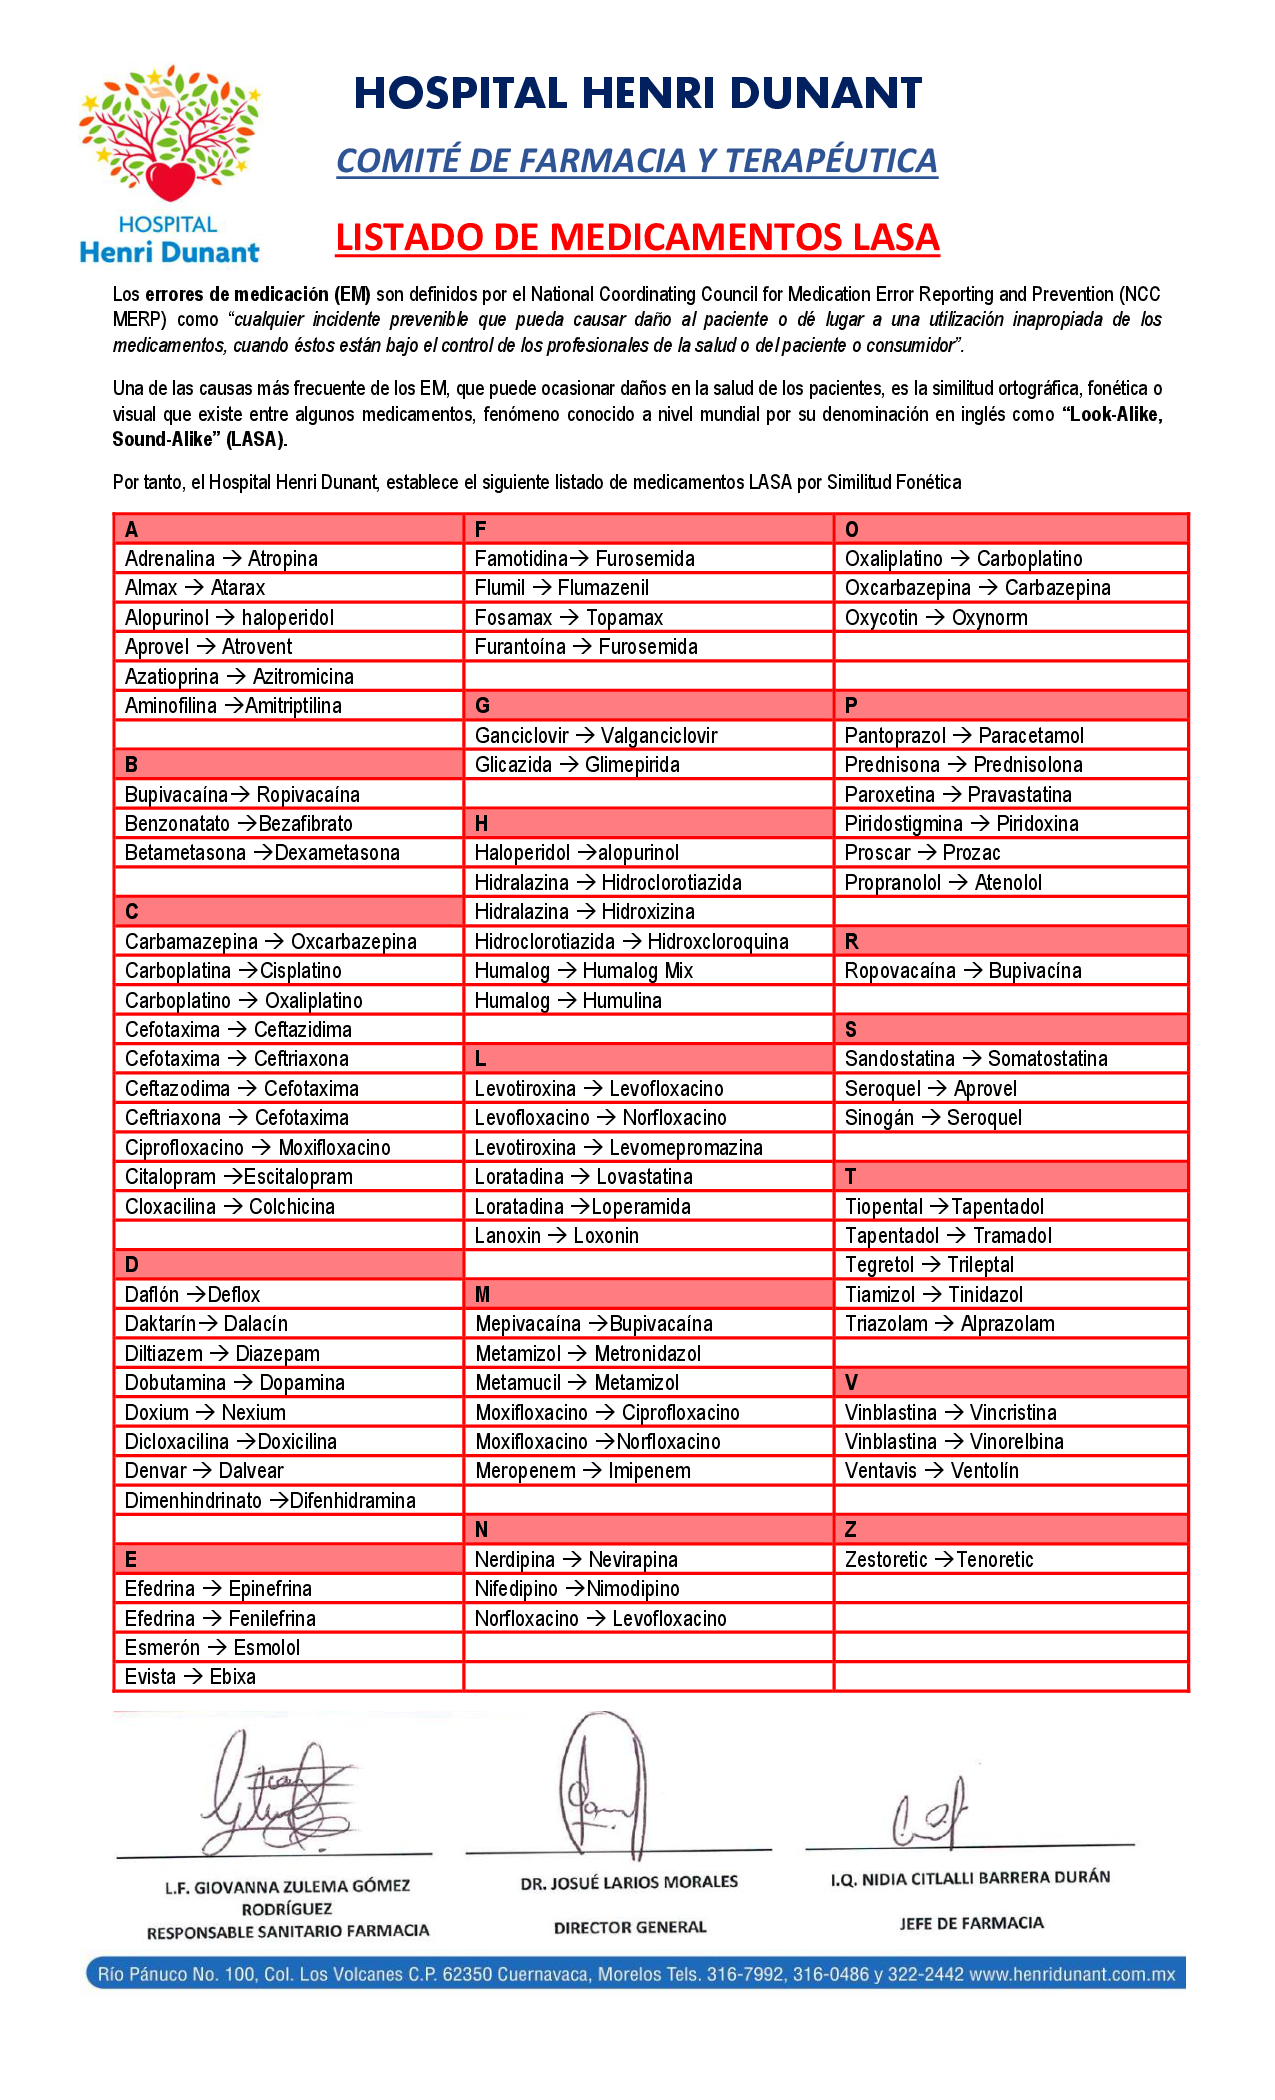 HOSPITAL
Henri Dunant
HOSPITAL HENRI DUNANT
COMITÉ DE FARMACIA Y TERAPÉUTICA
LISTADO DE MEDICAMENTOS LASA
Los errores de medicación (EM) son definidos por el National Coordinating Council for Medication Error Reporting and Prevention (NCC
MERP) como “cualquier incidente prevenible que pueda causar daño al paciente o dé lugar a una utilización inapropiada de los
medicamentos, cuando éstos están bajo el control de los profesionales de la salud o del paciente o consumidor”.
Una de las causas más frecuente de los EM, que puede ocasionar daños en la salud de los pacientes, es la similitud ortográfica, fonética o
visual que existe entre algunos medicamentos, fenómeno conocido a nivel mundial por su denominación en inglés como “Look-Alike,
Sound-Alike” (LASA).
Por tanto, el Hospital Henri Dunant, establece el siguiente listado de medicamentos LASA por Similitud Fonética
A
Adrenalina → Atropina
Almax → Atarax
Alopurinol → haloperidol
Aprovel → Atrovent
Azatioprina → Azitromicina
Aminofilina →Amitriptilina
B
Bupivacaína→ Ropivacaína
Benzonatato →Bezafibrato
Betametasona →Dexametasona
C
Carbamazepina → Oxcarbazepina
Carboplatina →Cisplatino
Carboplatino → Oxaliplatino
Cefotaxima → Ceftazidima
Cefotaxima → Ceftriaxona
Ceftazodima → Cefotaxima
Ceftriaxona → Cefotaxima
Ciprofloxacino → Moxifloxacino
Citalopram →Escitalopram
Cloxacilina → Colchicina
D
Daflón →Deflox
Daktarín→ Dalacín
Diltiazem → Diazepam
Dobutamina → Dopamina
Doxium → Nexium
Dicloxacilina →Doxicilina
Denvar → Dalvear
Dimenhindrinato →Difenhidramina
E
Efedrina → Epinefrina
Efedrina → Fenilefrina
Esmerón → Esmolol
Evista → Ebixa
F
Famotidina→ Furosemida
Flumil → Flumazenil
Fosamax → Topamax
Furantoína → Furosemida
G
Ganciclovir → Valganciclovir
Glicazida → Glimepirida
H
Haloperidol →alopurinol
Hidralazina → Hidroclorotiazida
Hidralazina → Hidroxizina
Hidroclorotiazida → Hidroxcloroquina
Humalog → Humalog Mix
Humalog → Humulina
L
Levotiroxina → Levofloxacino
Levofloxacino → Norfloxacino
Levotiroxina → Levomepromazina
Loratadina → Lovastatina
Loratadina →Loperamida
Lanoxin → Loxonin
M
Mepivacaína →Bupivacaína
Metamizol → Metronidazol
Metamucil → Metamizol
Moxifloxacino → Ciprofloxacino
Moxifloxacino →Norfloxacino
Meropenem → Imipenem
N
Nerdipina → Nevirapina
Nifedipino →Nimodipino
Norfloxacino → Levofloxacino
O
Oxaliplatino → Carboplatino
Oxcarbazepina → Carbazepina
Oxycotin → Oxynorm
P
Pantoprazol → Paracetamol
Prednisona → Prednisolona
Paroxetina → Pravastatina
Piridostigmina → Piridoxina
Proscar → Prozac
Propranolol → Atenolol
R
Ropovacaína → Bupivacína
S
Sandostatina → Somatostatina
Seroquel → Aprovel
Sinogán → Seroquel
T
Tiopental →Tapentadol
Tapentadol → Tramadol
Tegretol → Trileptal
Tiamizol → Tinidazol
Triazolam → Alprazolam
V
Vinblastina → Vincristina
Vinblastina → Vinorelbina
Ventavis → Ventolín
Z
Zestoretic →Tenoretic
L.F. GIOVANNA ZULEMA GÓMEZ
RODRÍGUEZ
RESPONSABLE SANITARIO FARMACIA
DR. JOSUÉ LARIOS MORALES
DIRECTOR GENERAL
I.Q. NIDIA CITLALLI BARRERA DURÁN
JEFE DE FARMACIA
Río Pánuco No. 100, Col. Los Volcanes C.P. 62350 Cuernavaca, Morelos Tels. 316-7992, 316-0486 y 322-2442 www.henridunant.com.mx